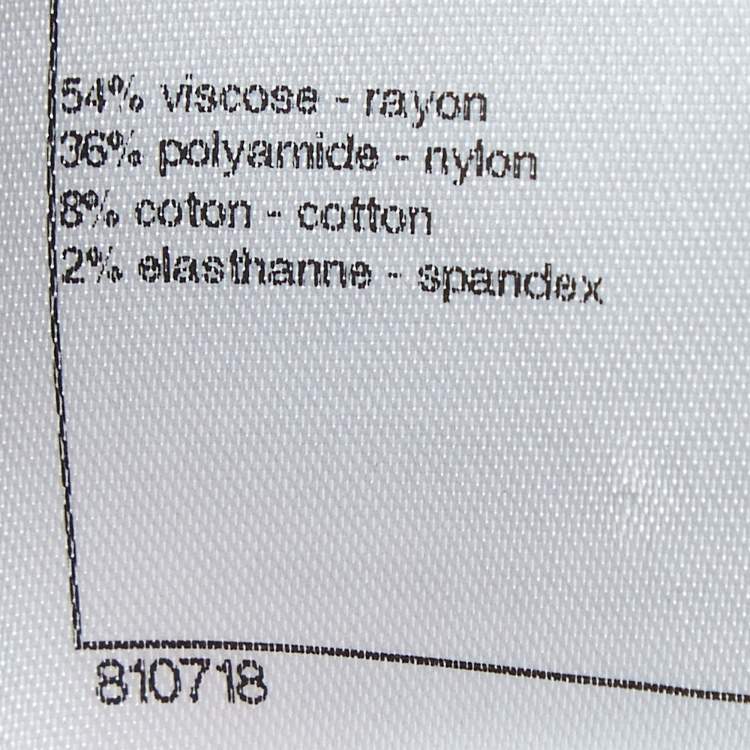 54% viscose - rayon
36% polyamide - nylon
8% coton - cotton
2% elasthanne - spandex
810718